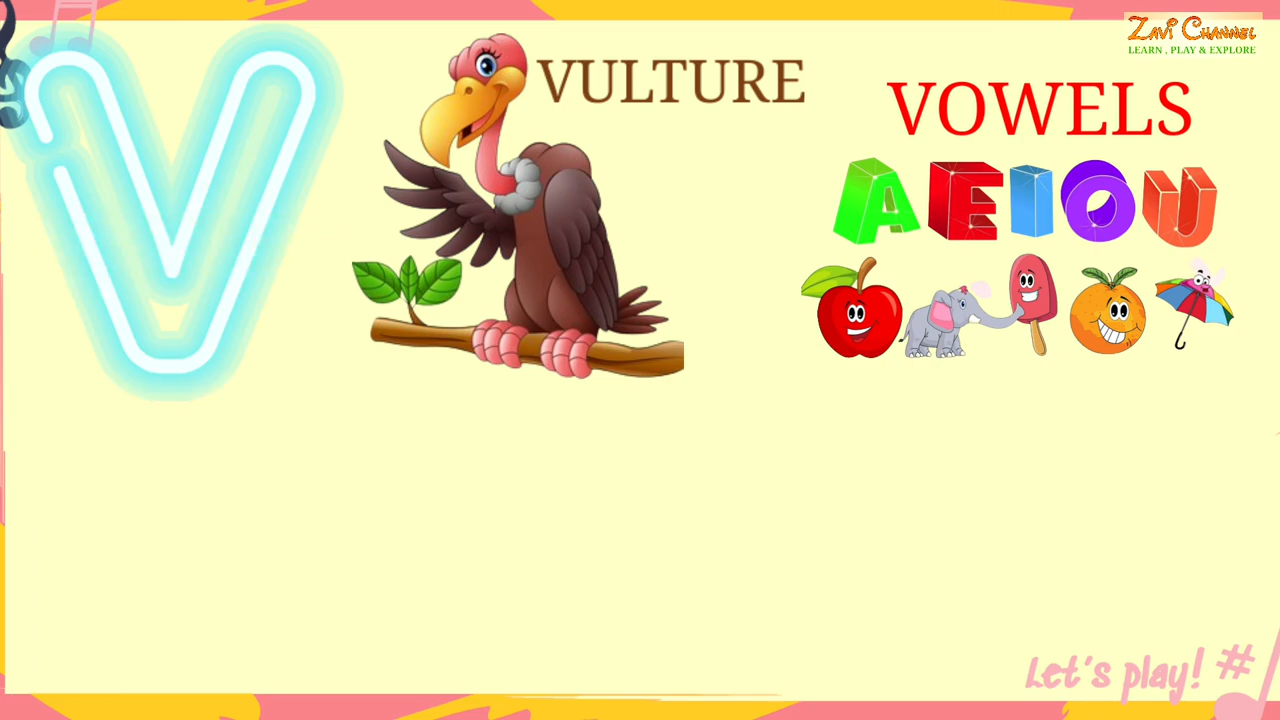 V
VULTURE
VOWELS
AEIOU
ZAVI CHANNEL
LEARN , PLAY & EXPLORE
Let's play! #